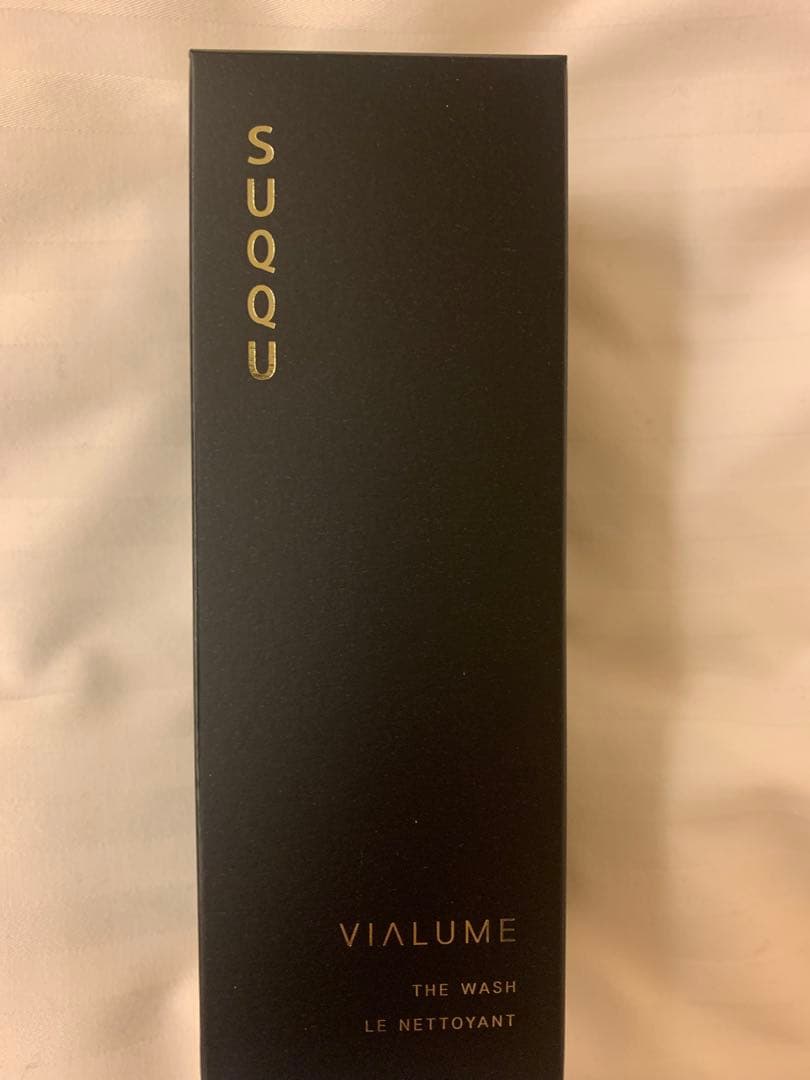 SUQQU
VIALUME
THE WASH
LE NETTOYANT